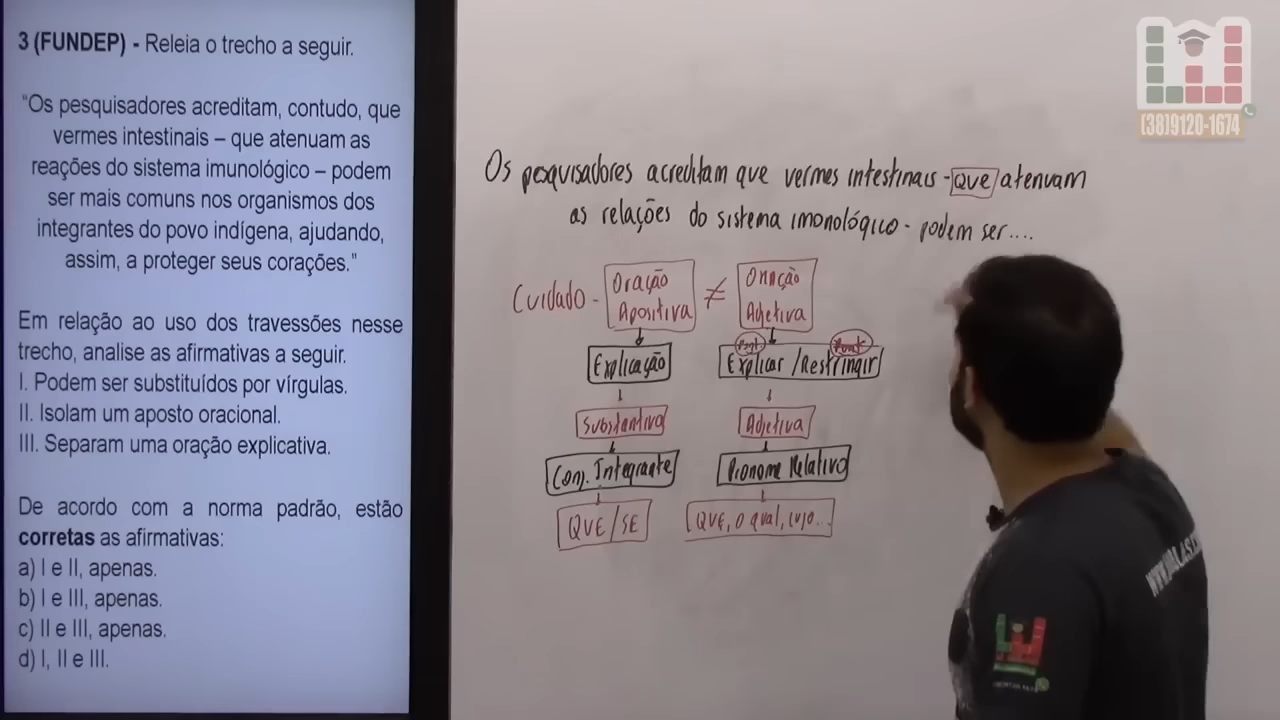 3 (FUNDEP) - Releia o trecho a seguir.
“Os pesquisadores acreditam, contudo, que
vermes intestinais – que atenuam as
reações do sistema imunológico – podem
ser mais comuns nos organismos dos
integrantes do povo indígena, ajudando,
assim, a proteger seus corações.”
Em relação ao uso dos travessões nesse
trecho, analise as afirmativas a seguir.
I. Podem ser substituídos por vírgulas.
II. Isolam um aposto oracional.
III. Separam uma oração explicativa.
De acordo com a norma padrão, estão
corretas as afirmativas:
a) I e II, apenas.
b) I e III, apenas.
c) II e III, apenas.
d) I, II e III.
Os pesquisadores acreditam que vermes intestinais - que atenuam
as relações do sistema imonológico - podem ser....
Cuidado - Oração Apositiva ≠ Oração Adjetiva
Explicação
Explicar / Restringir
Substantiva
Adjetiva
Conj. Integrante
Pronome Relativo
QUE / SE
QUE, o qual, cujo...
(38)9120-1674